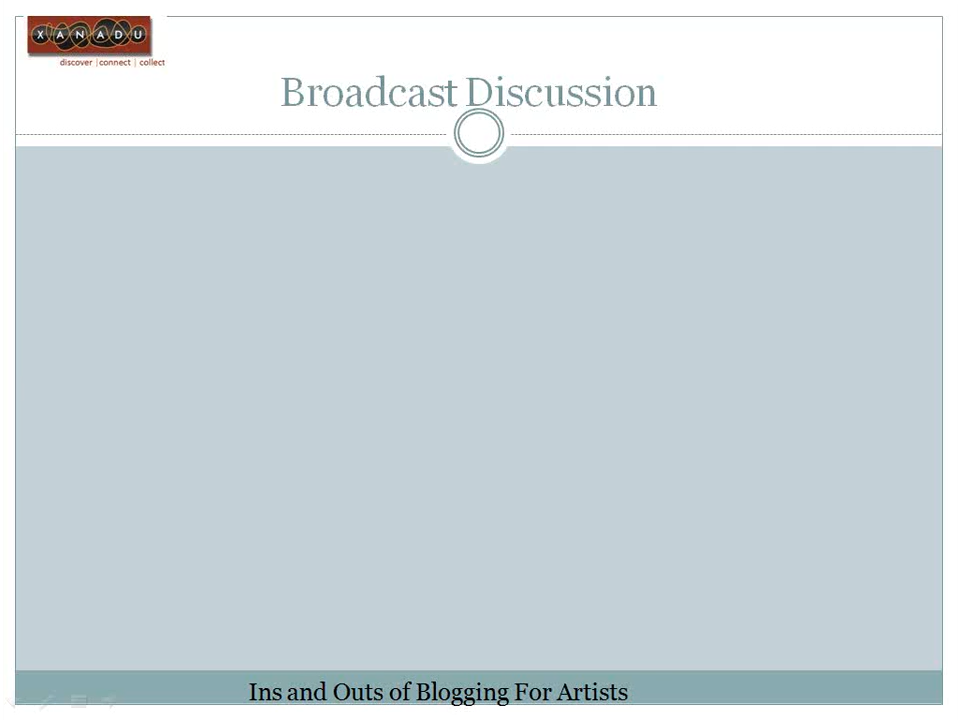 XANADU
discover | connect | collect
Broadcast Discussion
Ins and Outs of Blogging For Artists